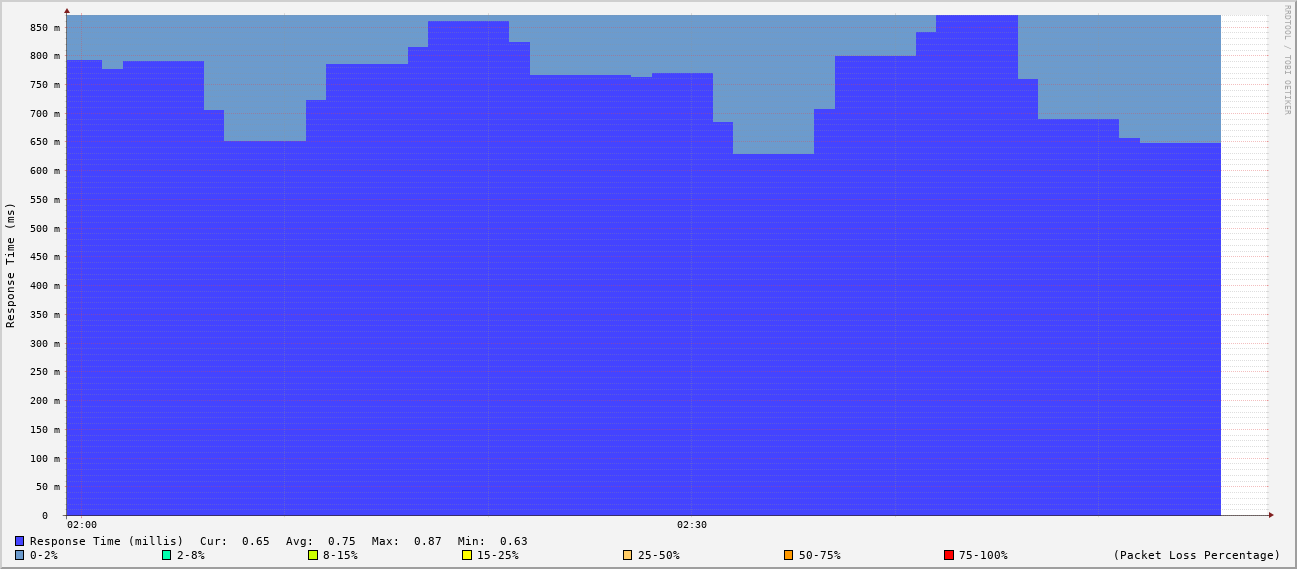 RRDTOOL / TOBI OETIKER
Response Time (ms)
850 m
800 m
750 m
700 m
650 m
600 m
550 m
500 m
450 m
400 m
350 m
300 m
250 m
200 m
150 m
100 m
50 m
0
02:00 02:30
Response Time (millis) Cur: 0.65 Avg: 0.75 Max: 0.87 Min: 0.63
0-2% 2-8% 8-15% 15-25% 25-50% 50-75% 75-100% (Packet Loss Percentage)